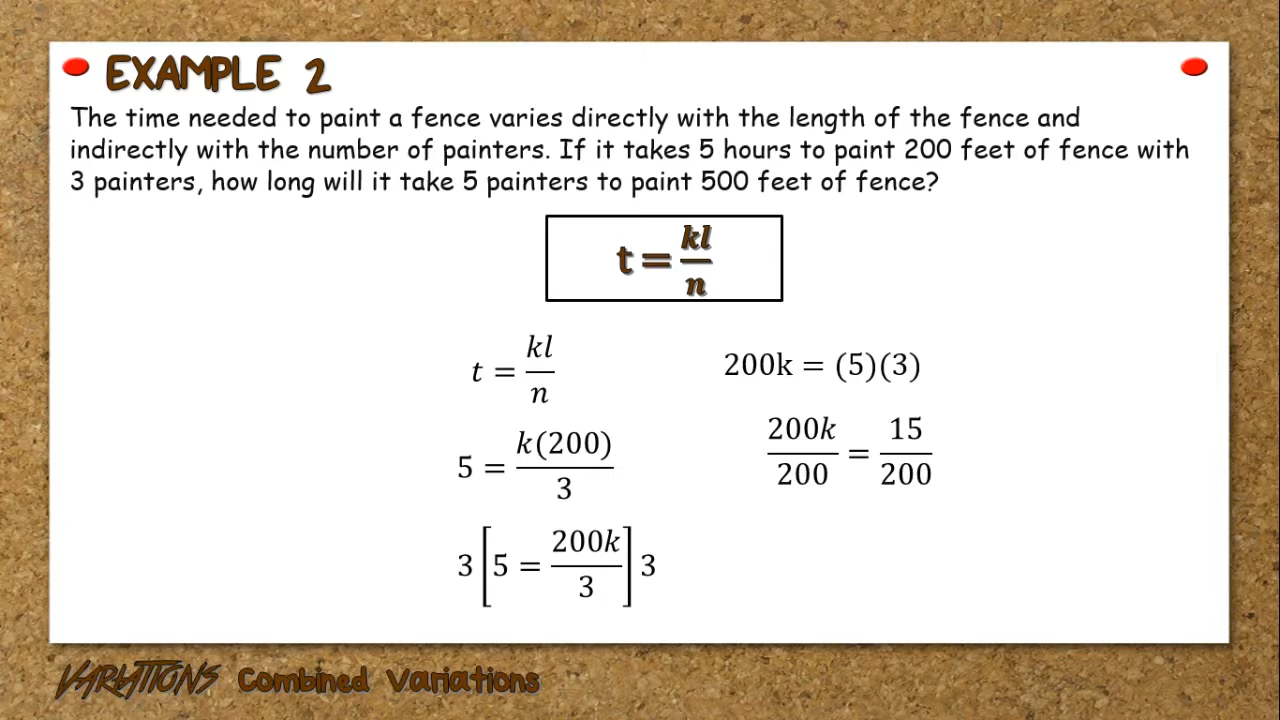 EXAMPLE 2
The time needed to paint a fence varies directly with the length of the fence and
indirectly with the number of painters. If it takes 5 hours to paint 200 feet of fence with
3 painters, how long will it take 5 painters to paint 500 feet of fence?
t = kl/n
t = kl/n
5 = k(200)/3
3[5 = 200k/3]3
200k = (5)(3)
200k/200 = 15/200
VARIATIONS Combined Variations